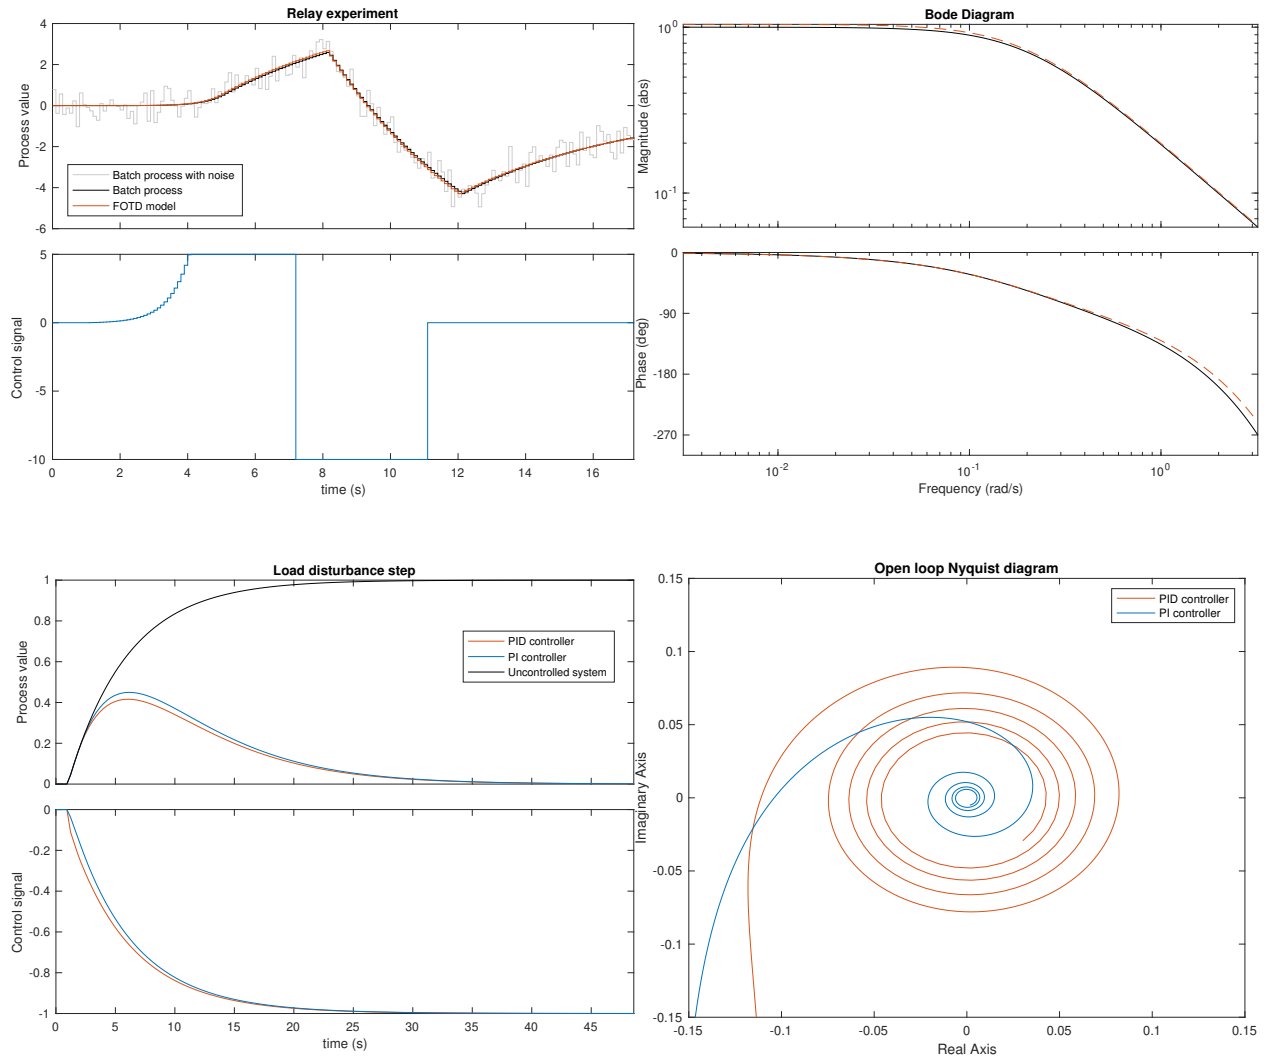 Relay experiment
4
2
0
-2
-4
-6
Process value
Batch process with noise
Batch process
FOTD model
5
0
-5
-10
Control signal
0
2
4
6
8
10
12
14
16
time (s)
Bode Diagram
10^0
10^-1
Magnitude (abs)
0
-90
-180
-270
Phase (deg)
10^-2
10^-1
10^0
Frequency (rad/s)
Load disturbance step
1
0.8
0.6
0.4
0.2
0
Process value
PID controller
PI controller
Uncontrolled system
0
-0.2
-0.4
-0.6
-0.8
-1
Control signal
0
5
10
15
20
25
30
35
40
45
time (s)
Open loop Nyquist diagram
0.15
0.1
0.05
0
-0.05
-0.1
-0.15
Imaginary Axis
PID controller
PI controller
-0.15
-0.1
-0.05
0
0.05
0.1
0.15
Real Axis